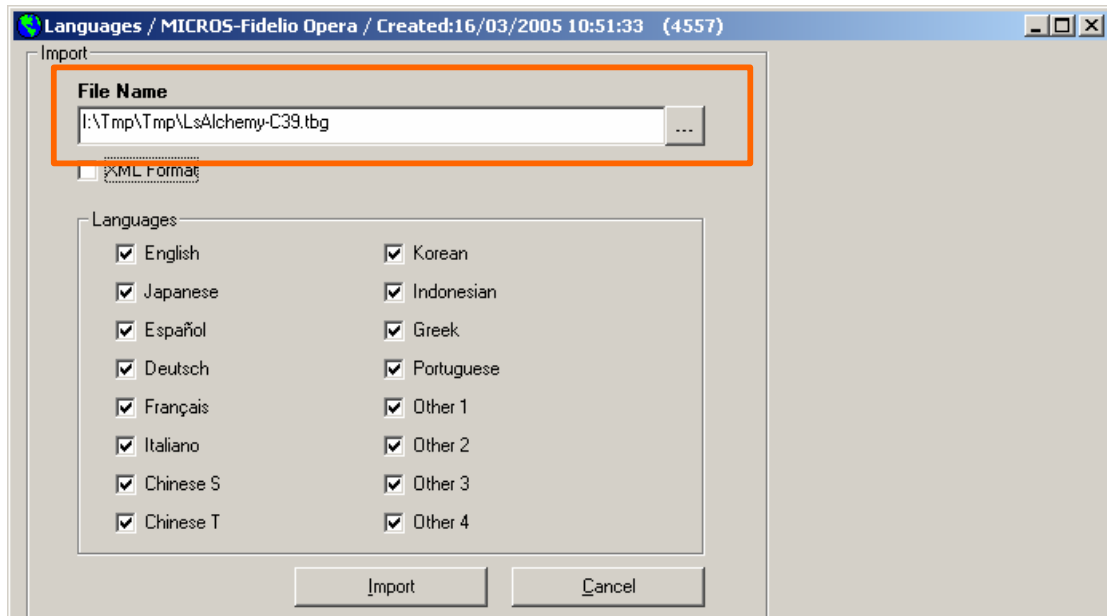 Languages / MICROS-Fidelio Opera / Created:16/03/2005 10:51:33 (4557)
Import
File Name
I:\Tmp\Tmp\LsAlchemy-C39.tbg
...
XML Format
Languages
English
Korean
Japanese
Indonesian
Español
Greek
Deutsch
Portuguese
Français
Other 1
Italiano
Other 2
Chinese S
Other 3
Chinese T
Other 4
Import
Cancel